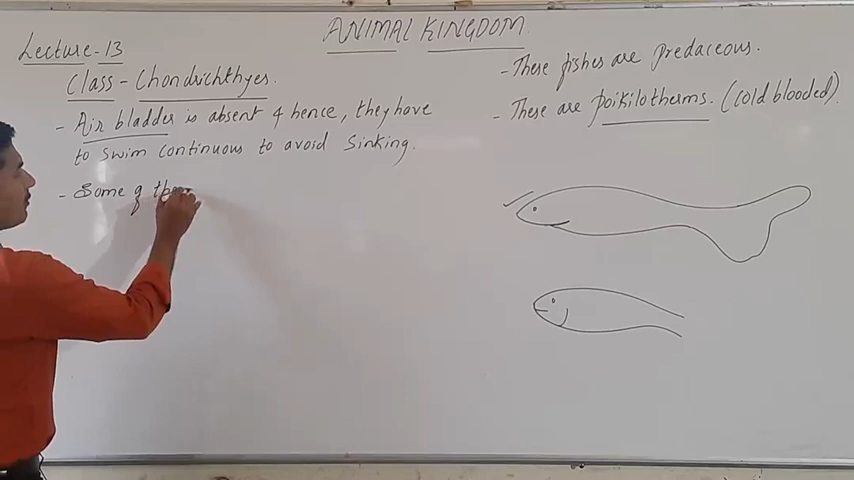 ANIMAL KINGDOM
Lecture-13
Class - Chondrichthyes.
- Air bladder is absent & hence, they have
to swim continuous to avoid sinking.
- Some of
- These fishes are predaceous.
- These are poikilotherms. (cold blooded)